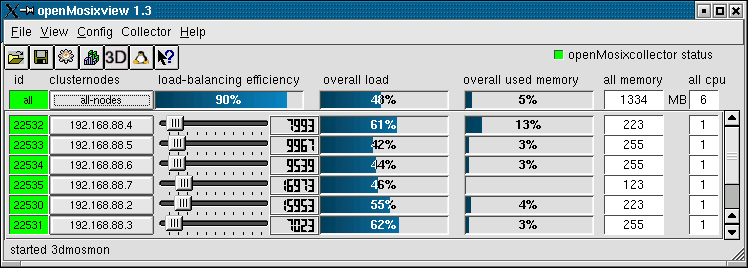 openMosixview 1.3
File View Config Collector Help
3D openMosixcollector status
id clusternodes load-balancing efficiency overall load overall used memory all memory all cpu
all all-nodes 90% 48% 5% 1334 MB 6
22532 192.168.88.4 7993 61% 13% 223 1
22533 192.168.88.5 9967 42% 3% 255 1
22534 192.168.88.6 9539 44% 3% 255 1
22535 192.168.88.7 16973 46% 123 1
22530 192.168.88.2 15953 55% 4% 223 1
22531 192.168.88.3 7023 62% 3% 255 1
started 3dmosmon